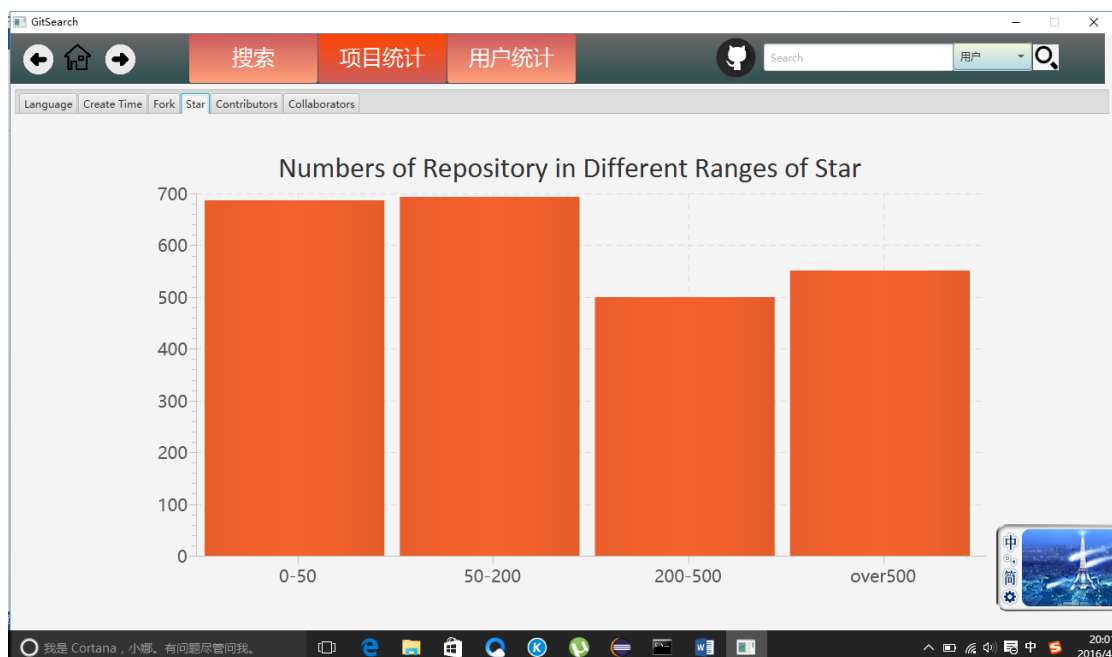 GitSearch
搜索
项目统计
用户统计
Search
用户
Language
Create Time
Fork
Star
Contributors
Collaborators
Numbers of Repository in Different Ranges of Star
700
600
500
400
300
200
100
0
0-50
50-200
200-500
over500
中
简
我是 Cortana，小娜。有问题尽管问我。
中
20:01
2016/4